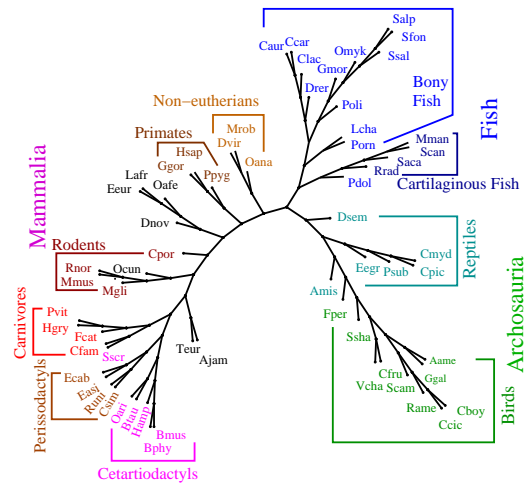 Salp
Sfon
Ccar
Caur
Omyk
Ssal
Clac
Gmor
Bony
Fish
Drer
Poli
Fish
Non-eutherians
Mrob
Lcha
Primates
Dvir
Porn
Mman
Hsap
Scan
Oana
Saca
Ggor
Rrad
Lafr
Ppyg
Pdol
Cartilaginous Fish
Eeur
Oafe
Mammalia
Dnov
Dsem
Rodents
Cpor
Cmyd
Reptiles
Rnor
Ocun
Eegr
Psub
Cpic
Mmus
Mgli
Amis
Archosauria
Pvit
Fper
Hgry
Carnivores
Fcat
Ssha
Cfam
Sscr
Teur
Ajam
Aame
Ecab
Cfru
Ggal
Easi
Vcha
Scam
Birds
Runi
Csim
Perissodactyls
Oari
Btau
Hamp
Rame
Cboy
Ccic
Bmus
Bphy
Cetartiodactyls